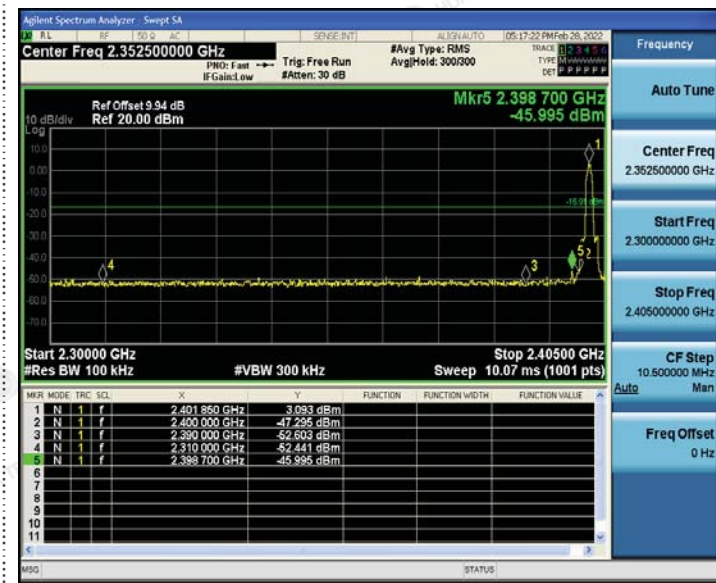 Agilent Spectrum Analyzer - Swept SA
RL RF 50 Ω AC SENSE:INT ALIGN AUTO 05:17:22 PM Feb 28, 2022
Center Freq 2.352500000 GHz
PNO: Fast
IFGain:Low
Trig: Free Run
#Atten: 30 dB
#Avg Type: RMS
Avg|Hold: 300/300
TRACE 1 2 3 4 5 6
TYPE M
DET P P P P P P
Frequency
Ref Offset 9.94 dB
10 dB/div Ref 20.00 dBm
Log
Mkr5 2.398 700 GHz
-45.995 dBm
10.0
0.00
-10.0
-20.0
-30.0
-40.0
-50.0
-60.0
-70.0
1
5
2
3
4
Start 2.30000 GHz Stop 2.40500 GHz
#Res BW 100 kHz #VBW 300 kHz Sweep 10.07 ms (1001 pts)
MKR MODE TRC SCL X Y FUNCTION FUNCTION WIDTH FUNCTION VALUE
1 N 1 f 2.401 850 GHz 3.093 dBm
2 N 1 f 2.400 000 GHz -47.295 dBm
3 N 1 f 2.390 000 GHz -52.603 dBm
4 N 1 f 2.310 000 GHz -52.441 dBm
5 N 1 f 2.398 700 GHz -45.995 dBm
6
7
8
9
10
11
MSG STATUS
Auto Tune
Center Freq
2.352500000 GHz
Start Freq
2.300000000 GHz
Stop Freq
2.405000000 GHz
CF Step
10.500000 MHz
Auto Man
Freq Offset
0 Hz